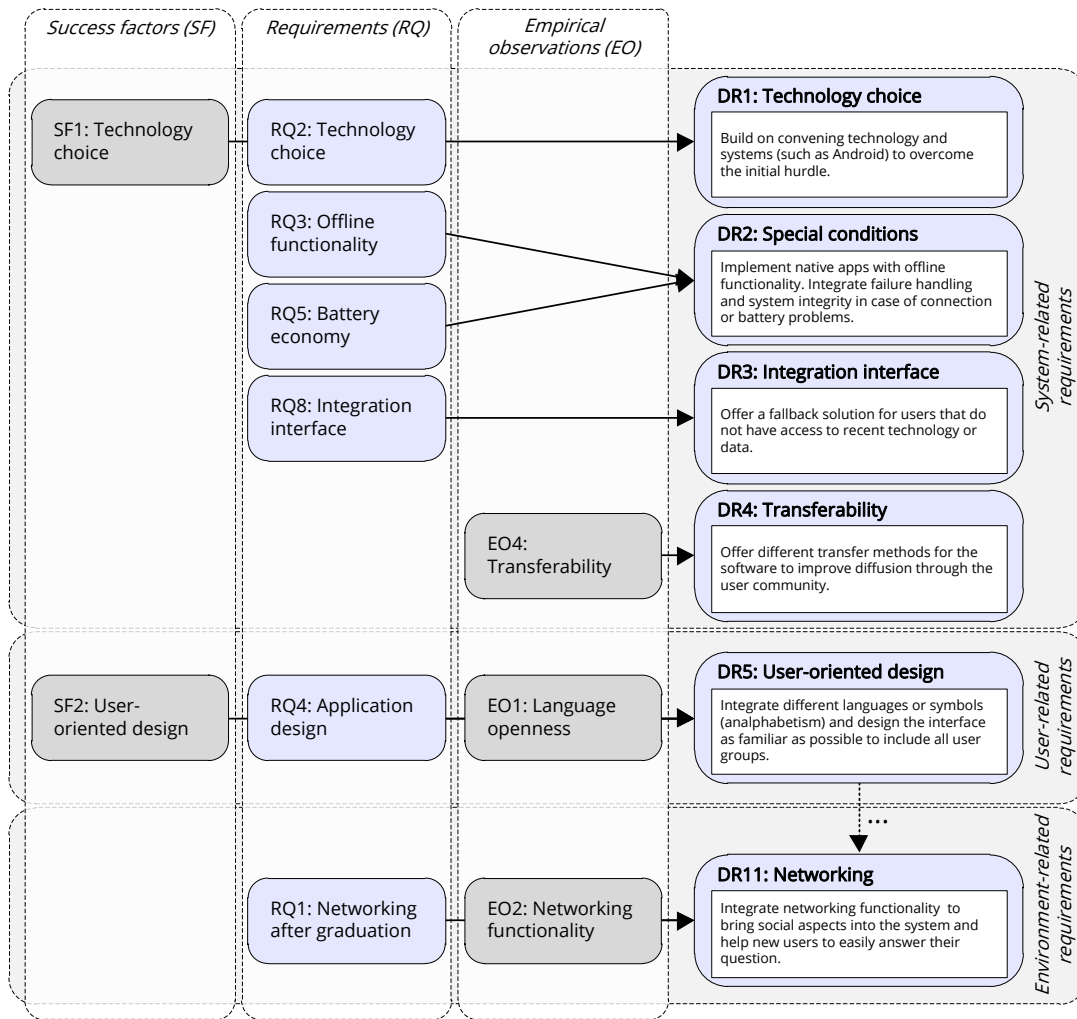 Success factors (SF)
Requirements (RQ)
Empirical
observations (EO)
SF1: Technology
choice
RQ2: Technology
choice
DR1: Technology choice
Build on convening technology and
systems (such as Android) to overcome
the initial hurdle.
RQ3: Offline
functionality
RQ5: Battery
economy
DR2: Special conditions
Implement native apps with offline
functionality. Integrate failure handling
and system integrity in case of connection
or battery problems.
RQ8: Integration
interface
DR3: Integration interface
Offer a fallback solution for users that do
not have access to recent technology or
data.
EO4:
Transferability
DR4: Transferability
Offer different transfer methods for the
software to improve diffusion through the
user community.
System-related
requirements
SF2: User-
oriented design
RQ4: Application
design
EO1: Language
openness
DR5: User-oriented design
Integrate different languages or symbols
(analphabetism) and design the interface
as familiar as possible to include all user
groups.
User-related
requirements
...
RQ1: Networking
after graduation
EO2: Networking
functionality
DR11: Networking
Integrate networking functionality to
bring social aspects into the system and
help new users to easily answer their
question.
Environment-related
requirements